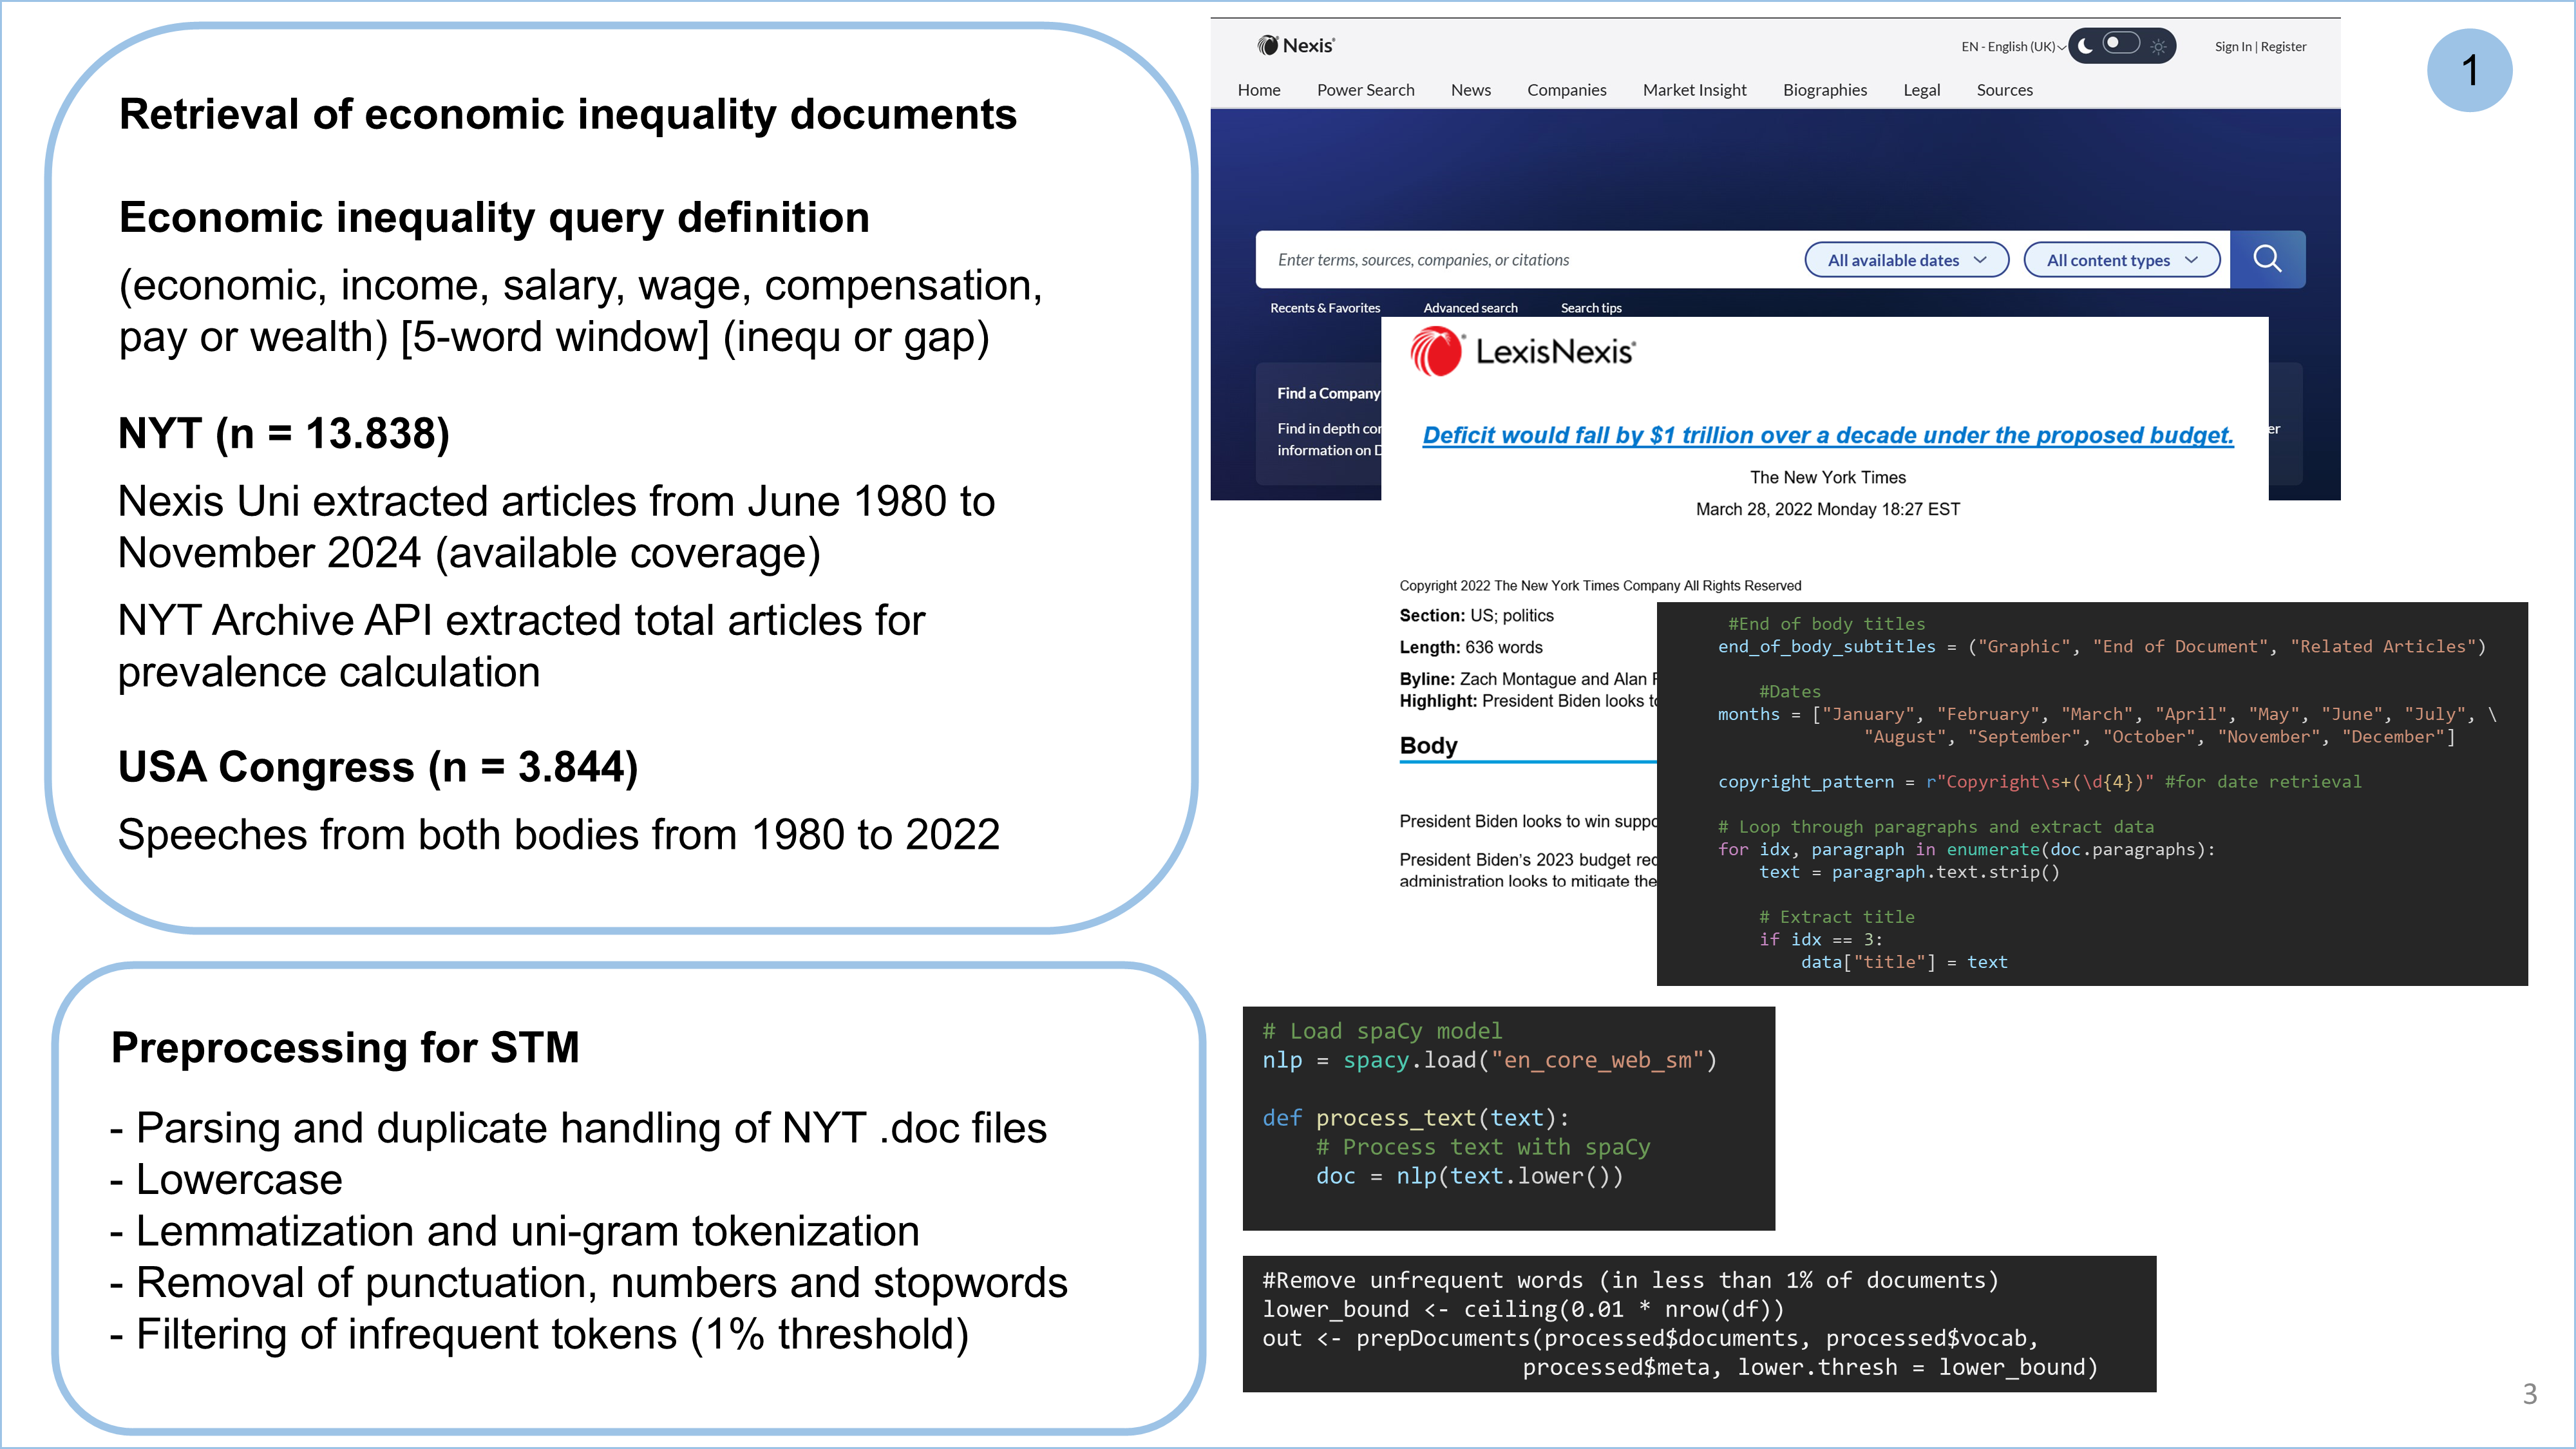 Retrieval of economic inequality documents
Economic inequality query definition
(economic, income, salary, wage, compensation,
pay or wealth) [5-word window] (inequ or gap)
NYT (n = 13.838)
Nexis Uni extracted articles from June 1980 to
November 2024 (available coverage)
NYT Archive API extracted total articles for
prevalence calculation
USA Congress (n = 3.844)
Speeches from both bodies from 1980 to 2022
Preprocessing for STM
- Parsing and duplicate handling of NYT .doc files
- Lowercase
- Lemmatization and uni-gram tokenization
- Removal of punctuation, numbers and stopwords
- Filtering of infrequent tokens (1% threshold)
Nexis®
EN - English (UK)
Sign In | Register
Home Power Search News Companies Market Insight Biographies Legal Sources
1
Enter terms, sources, companies, or citations
All available dates
All content types
Recents & Favorites Advanced search Search tips
Find a Company
Find in depth cor
information on D
er
LexisNexis®
Deficit would fall by $1 trillion over a decade under the proposed budget.
The New York Times
March 28, 2022 Monday 18:27 EST
Copyright 2022 The New York Times Company All Rights Reserved
Section: US; politics
Length: 636 words
Byline: Zach Montague and Alan
Highlight: President Biden looks to
Body
President Biden looks to win suppo
President Biden's 2023 budget req
administration looks to mitigate the
#End of body titles
end_of_body_subtitles = ("Graphic", "End of Document", "Related Articles")
#Dates
months = ["January", "February", "March", "April", "May", "June", "July", \
"August", "September", "October", "November", "December"]
copyright_pattern = r"Copyright\s+(\d{4})" #for date retrieval
# Loop through paragraphs and extract data
for idx, paragraph in enumerate(doc.paragraphs):
text = paragraph.text.strip()
# Extract title
if idx == 3:
data["title"] = text
# Load spaCy model
nlp = spacy.load("en_core_web_sm")
def process_text(text):
# Process text with spaCy
doc = nlp(text.lower())
#Remove unfrequent words (in less than 1% of documents)
lower_bound <- ceiling(0.01 * nrow(df))
out <- prepDocuments(processed$documents, processed$vocab,
processed$meta, lower.thresh = lower_bound)
3